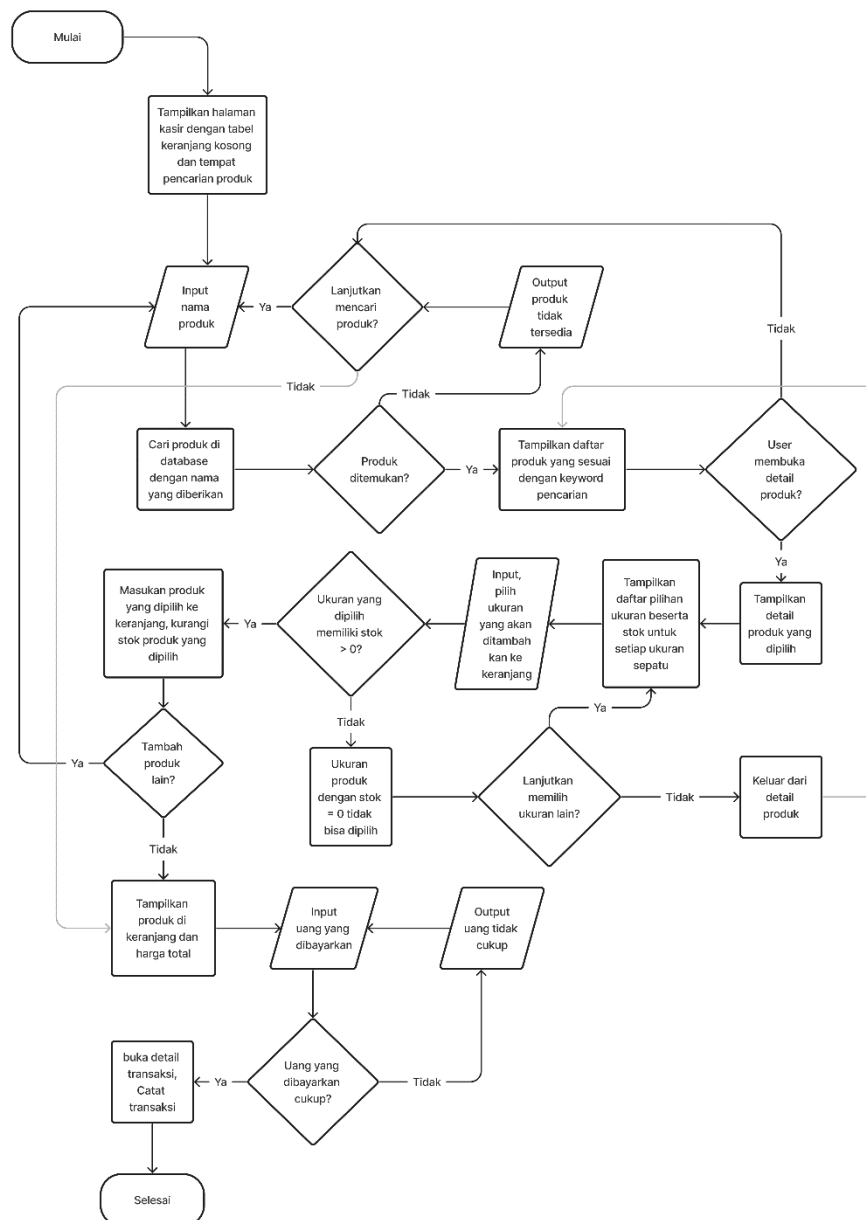 Mulai
Tampilkan halaman
kasir dengan tabel
keranjang kosong
dan tempat
pencarian produk
Input
nama
produk
Ya
Lanjutkan
mencari
produk?
Output
produk
tidak
tersedia
Tidak
Tidak
Tidak
Cari produk di
database
dengan nama
yang diberikan
Produk
ditemukan?
Ya
Tampilkan daftar
produk yang sesuai
dengan keyword
pencarian
User
membuka
detail
produk?
Ya
Masukan produk
yang dipilih ke
keranjang, kurangi
stok produk yang
dipilih
Ya
Ukuran yang
dipilih
memiliki stok
> 0?
Input,
pilih
ukuran
yang akan
ditambah
kan ke
keranjang
Tampilkan
daftar pilihan
ukuran beserta
stok untuk
setiap ukuran
sepatu
Tampilkan
detail
produk yang
dipilih
Ya
Tidak
Ya
Tambah
produk
lain?
Ukuran
produk
dengan stok
= 0 tidak
bisa dipilih
Lanjutkan
memilih
ukuran lain?
Tidak
Keluar dari
detail
produk
Tidak
Tampilkan
produk di
keranjang dan
harga total
Input
uang yang
dibayarkan
Output
uang tidak
cukup
buka detail
transaksi,
Catat
transaksi
Ya
Uang yang
dibayarkan
cukup?
Tidak
Selesai